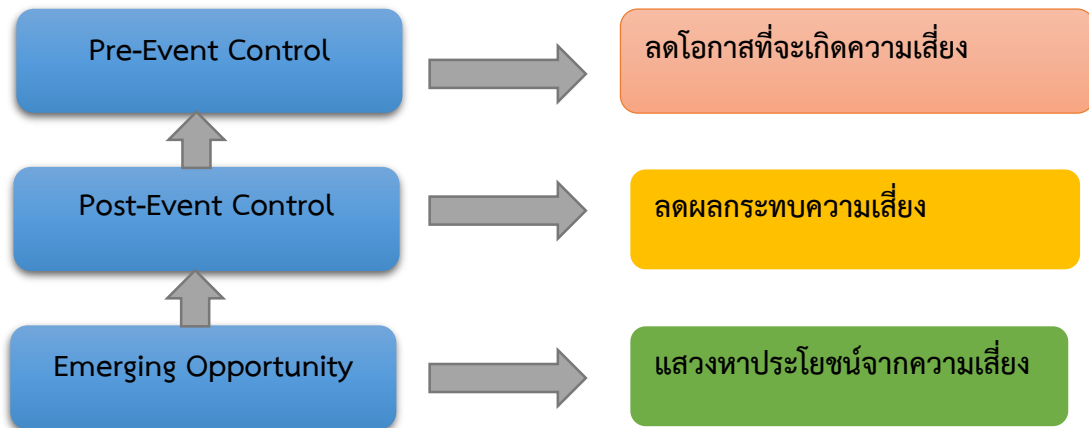 Pre-Event Control
ลดโอกาสที่จะเกิดความเสี่ยง
Post-Event Control
ลดผลกระทบความเสี่ยง
Emerging Opportunity
แสวงหาประโยชน์จากความเสี่ยง